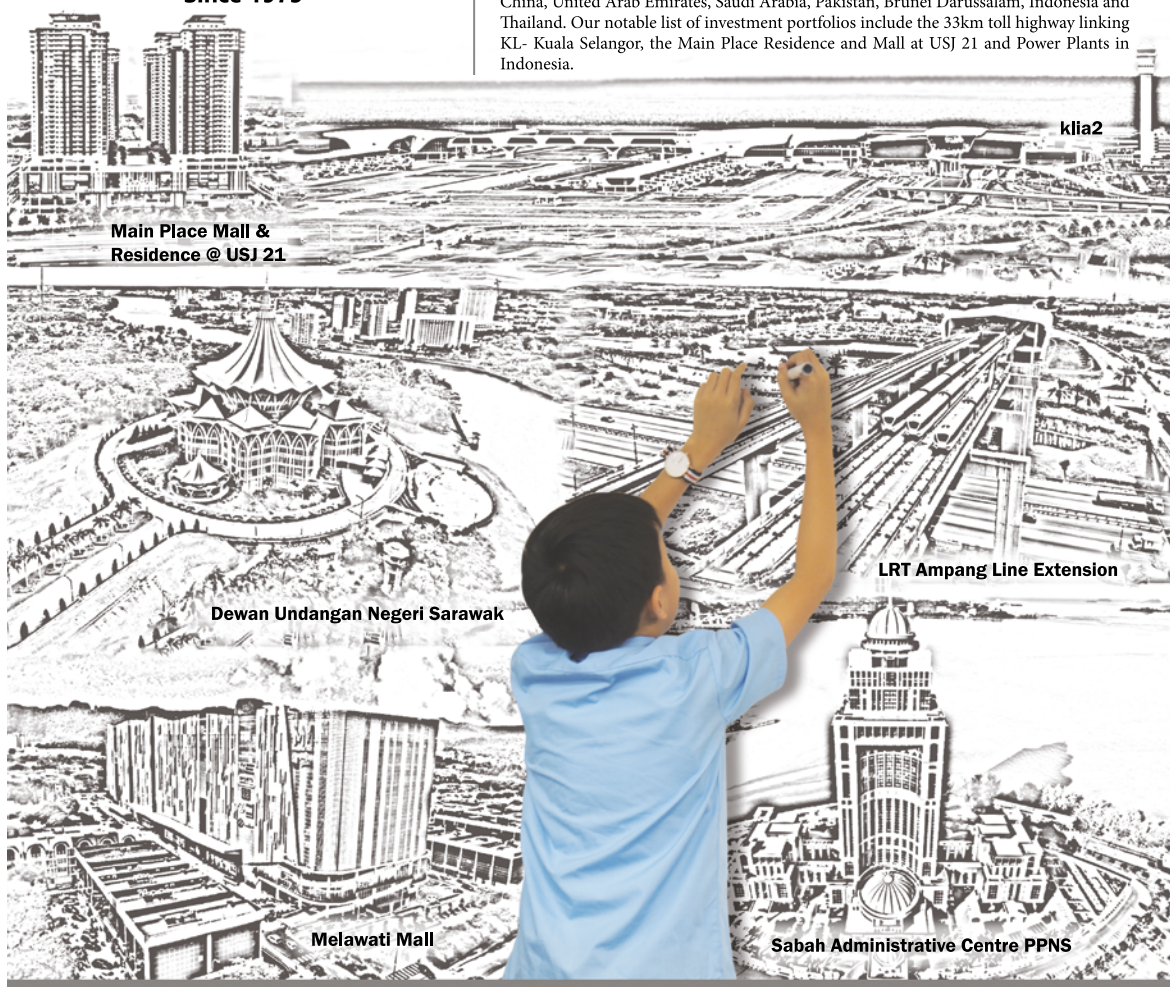 Since 1975
China, United Arab Emirates, Saudi Arabia, Pakistan, Brunei Darussalam, Indonesia and
Thailand. Our notable list of investment portfolios include the 33km toll highway linking
KL- Kuala Selangor, the Main Place Residence and Mall at USJ 21 and Power Plants in
Indonesia.
klia2
Main Place Mall &
Residence @ USJ 21
LRT Ampang Line Extension
Dewan Undangan Negeri Sarawak
Melawati Mall
Sabah Administrative Centre PPNS